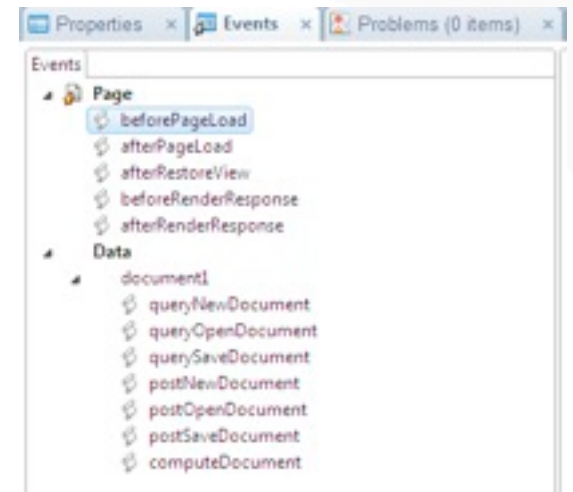 Properties Events Problems (0 items)
Events
Page
beforePageLoad
afterPageLoad
afterRestoreView
beforeRenderResponse
afterRenderResponse
Data
document1
queryNewDocument
queryOpenDocument
querySaveDocument
postNewDocument
postOpenDocument
postSaveDocument
computeDocument